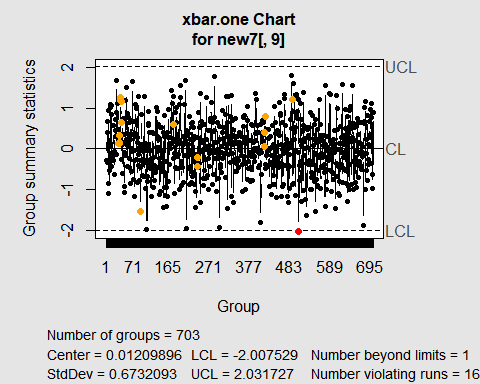 xbar.one Chart
for new7[, 9]
Group summary statistics
2
1
0
-1
-2
UCL
CL
LCL
1 71 165 271 377 483 589 695
Group
Number of groups = 703
Center = 0.01209896 LCL = -2.007529 Number beyond limits = 1
StdDev = 0.6732093 UCL = 2.031727 Number violating runs = 16